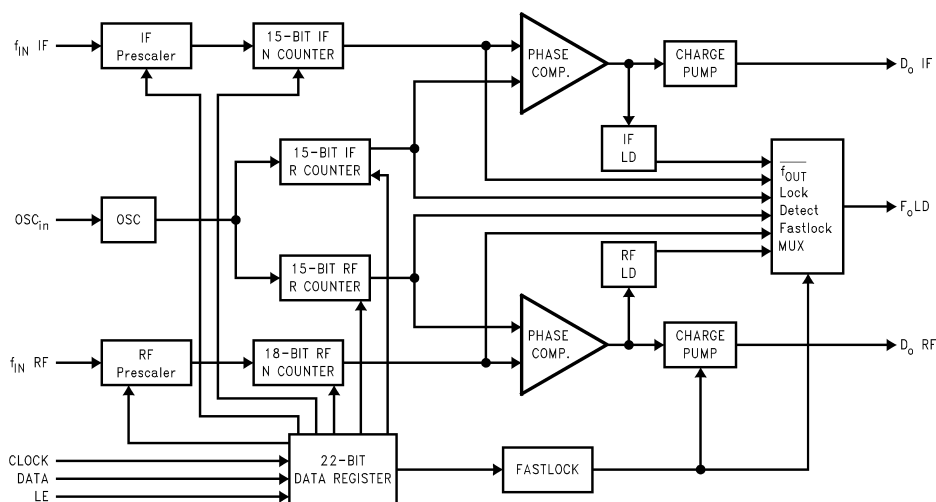 f_IN IF
IF
Prescaler
15-BIT IF
N COUNTER
PHASE
COMP.
CHARGE
PUMP
D_o IF
IF
LD
15-BIT IF
R COUNTER
OSC_in
OSC
f_OUT
Lock
Detect
Fastlock
MUX
F_oLD
15-BIT RF
R COUNTER
RF
LD
f_IN RF
RF
Prescaler
18-BIT RF
N COUNTER
PHASE
COMP.
CHARGE
PUMP
D_o RF
CLOCK
DATA
LE
22-BIT
DATA REGISTER
FASTLOCK